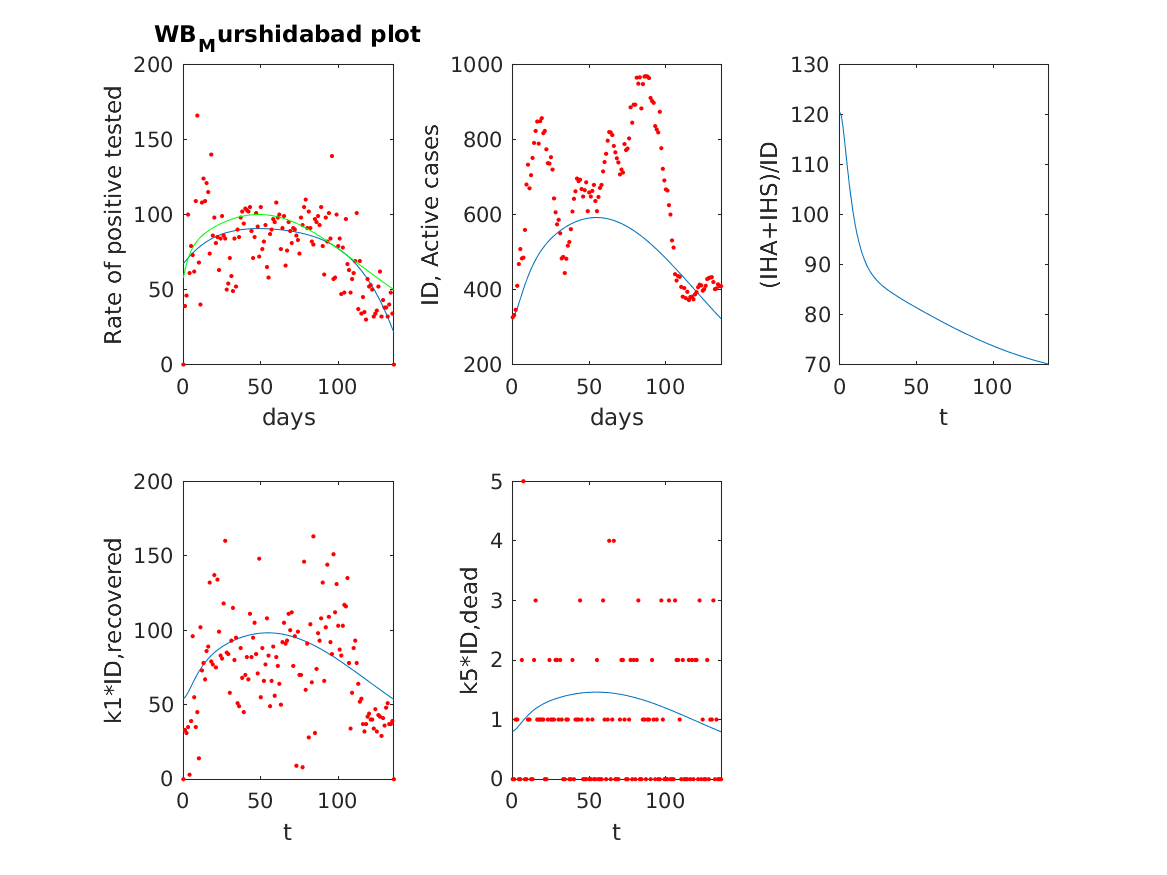 WB_Murshidabad plot
200
150
100
50
0
Rate of positive tested
0 50 100
days
1000
800
600
400
200
ID, Active cases
0 50 100
days
130
120
110
100
90
80
70
(IHA+IHS)/ID
0 50 100
t
200
150
100
50
0
k1*ID,recovered
0 50 100
t
5
4
3
2
1
0
k5*ID,dead
0 50 100
t